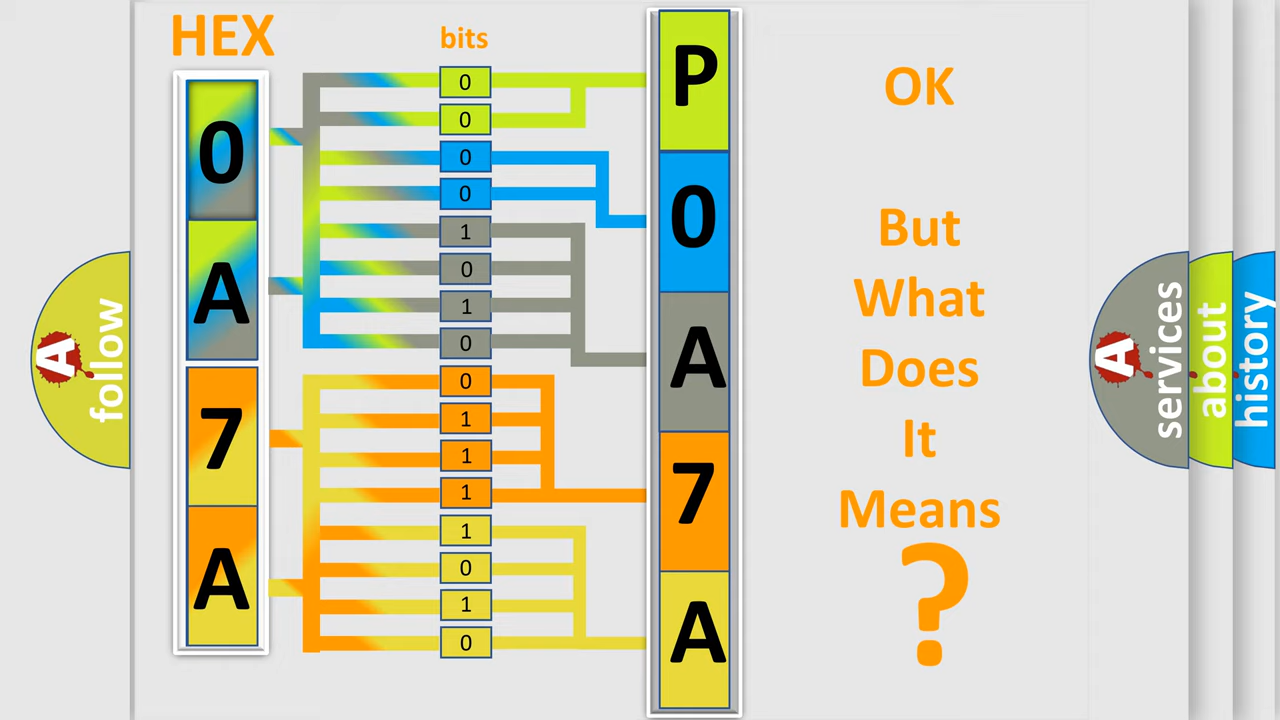 HEX
bits
0
A
7
A
0
0
0
0
1
0
1
0
0
1
1
1
1
0
1
0
P
0
A
7
A
OK
But
What
Does
It
Means
?
A
follow
A
services
about
history